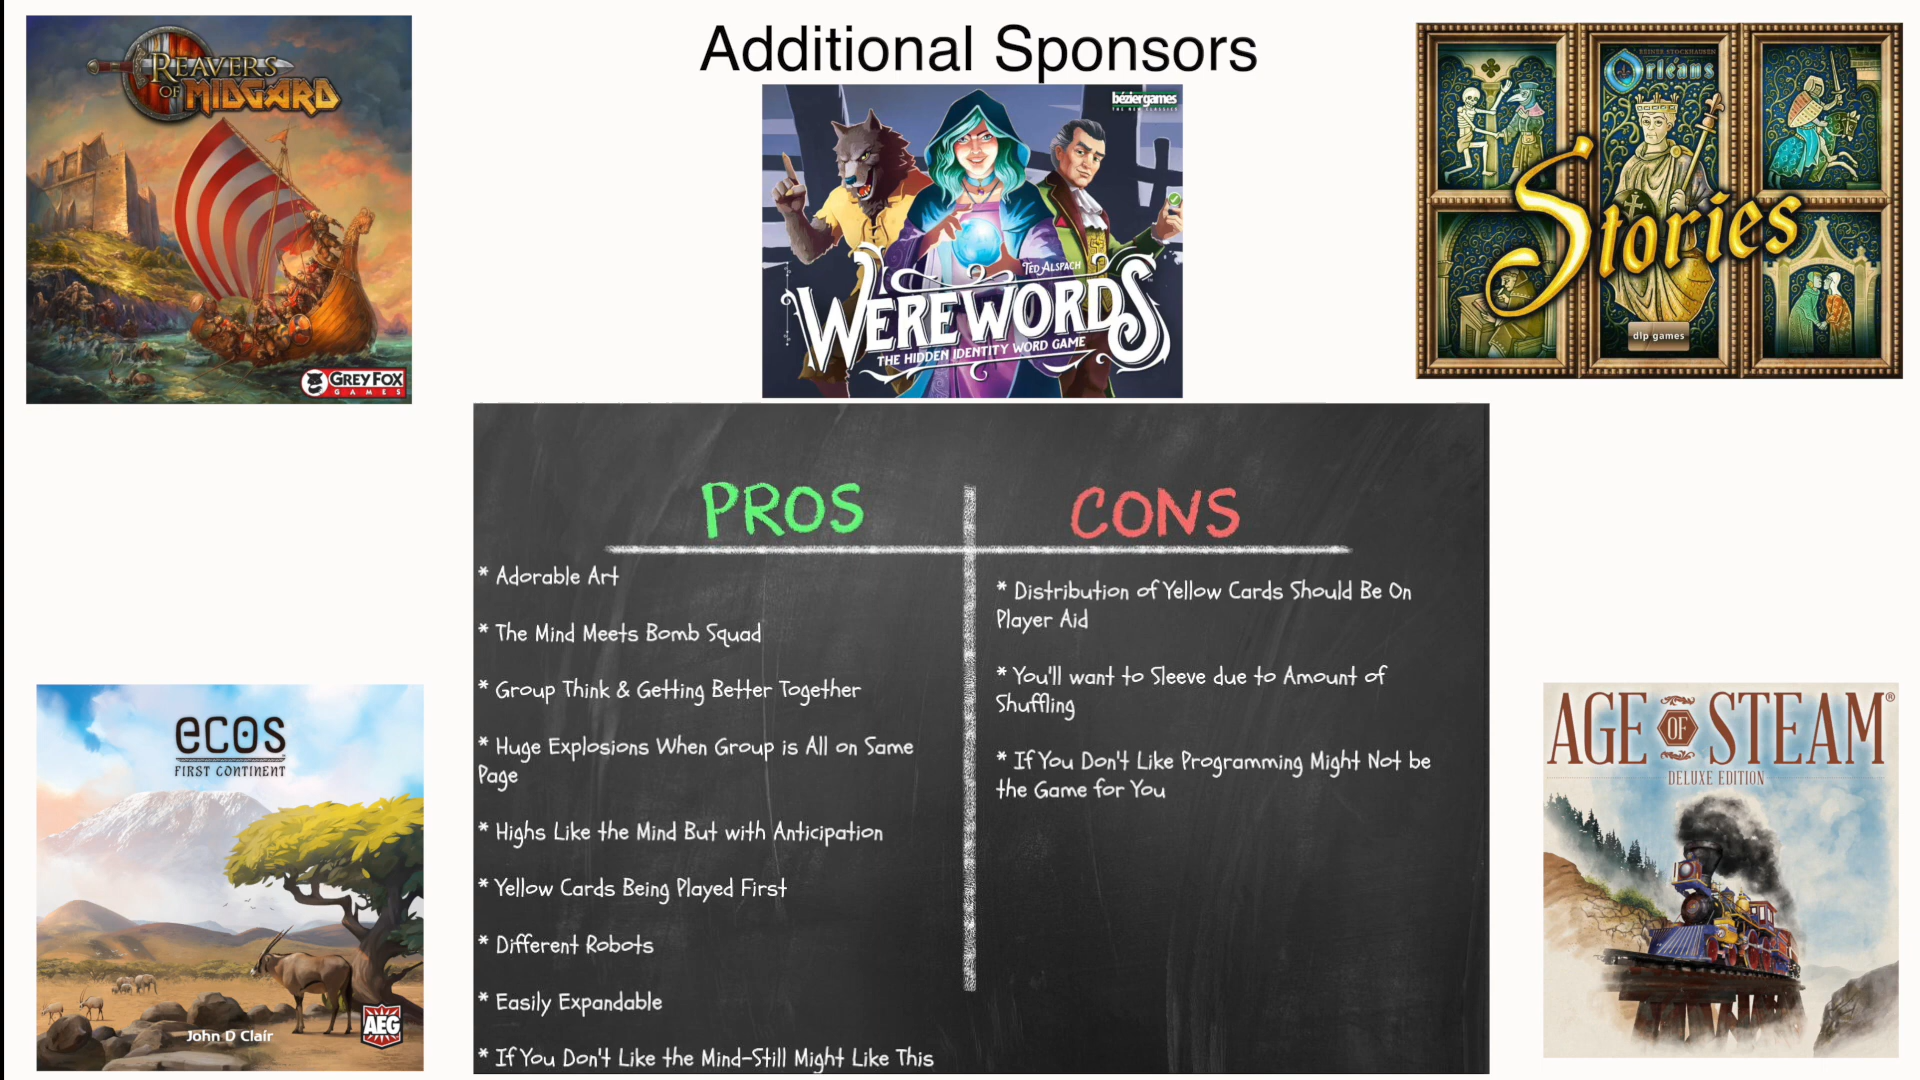 Additional Sponsors
REAVERS
OF MIDGARD
GREY FOX
GAMES
béziergames
TED ALSPACH
WEREWORDS
THE HIDDEN IDENTITY WORD GAME
REINER STOCKHAUSEN
Orléans
Stories
dlp games
PROS
* Adorable Art
* The Mind Meets Bomb Squad
* Group Think & Getting Better Together
* Huge Explosions When Group is All on Same
Page
* Highs Like the Mind But with Anticipation
* Yellow Cards Being Played First
* Different Robots
* Easily Expandable
* If You Don't Like the Mind-Still Might Like This
CONS
* Distribution of Yellow Cards Should Be On
Player Aid
* You'll want to Sleeve due to Amount of
Shuffling
* If You Don't Like Programming Might Not be
the Game for You
ecos
FIRST CONTINENT
John D Clair
AEG
AGE OF STEAM®
DELUXE EDITION